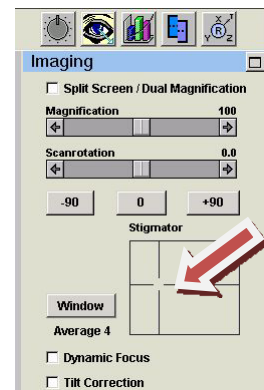 Y R X Z
Imaging
Split Screen / Dual Magnification
Magnification 100
Scanrotation 0.0
-90 0 +90
Stigmator
Window
Average 4
Dynamic Focus
Tilt Correction